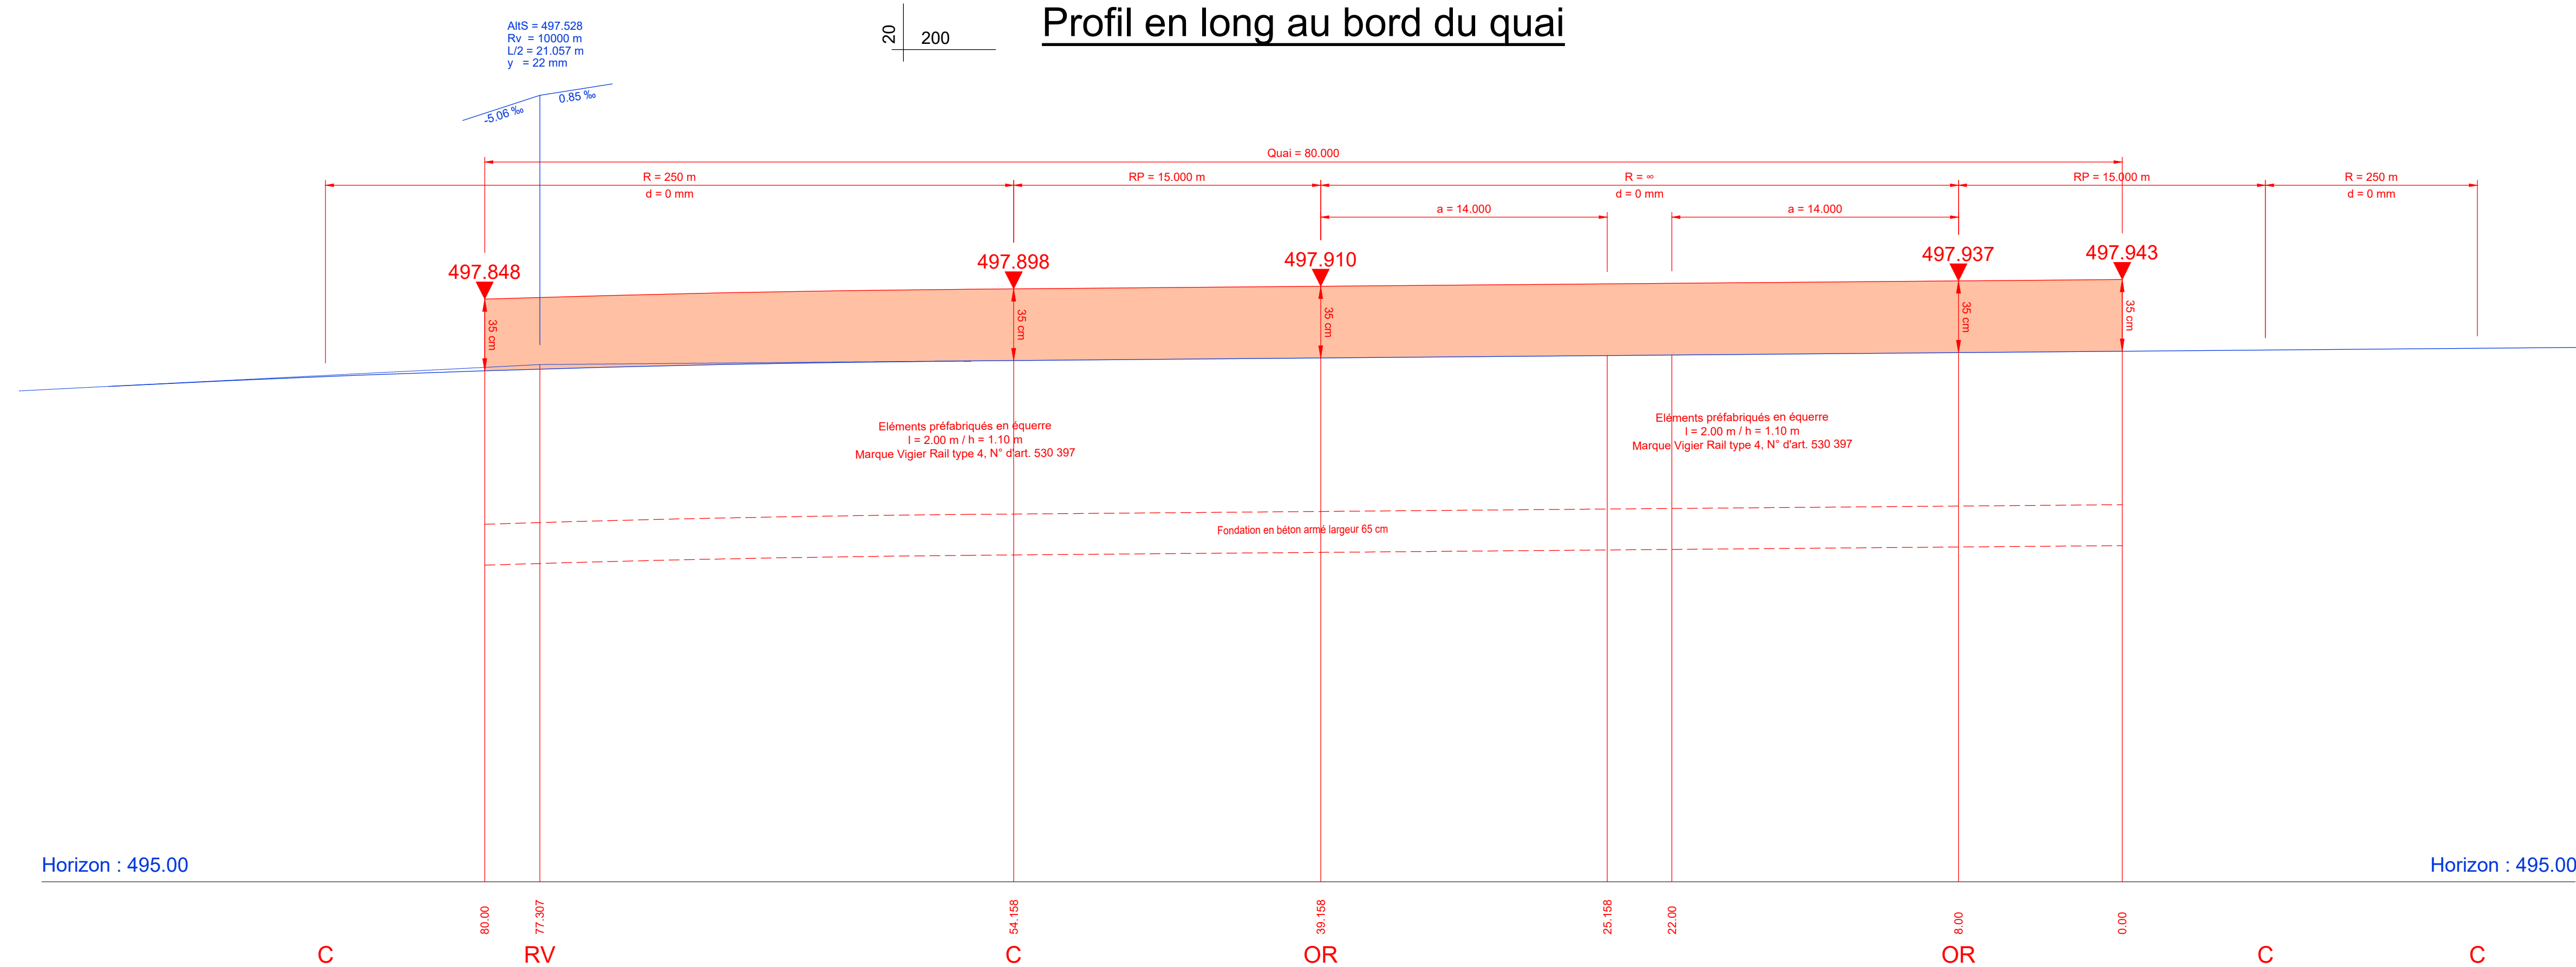 Profil en long au bord du quai
20
200
AltS = 497.528
Rv = 10000 m
L/2 = 21.057 m
y = 22 mm
-5.06 ‰
0.85 ‰
Quai = 80.000
R = 250 m
d = 0 mm
RP = 15.000 m
R = ∞
d = 0 mm
RP = 15.000 m
R = 250 m
d = 0 mm
a = 14.000
a = 14.000
497.848
497.898
497.910
497.937
497.943
35 cm
35 cm
35 cm
35 cm
35 cm
Eléments préfabriqués en équerre
l = 2.00 m / h = 1.10 m
Marque Vigier Rail type 4, N° d'art. 530 397
Eléments préfabriqués en équerre
l = 2.00 m / h = 1.10 m
Marque Vigier Rail type 4, N° d'art. 530 397
Fondation en béton armé largeur 65 cm
Horizon : 495.00
Horizon : 495.00
80.00
77.307
54.158
39.158
25.158
22.00
8.00
0.00
C
RV
C
OR
OR
C
C